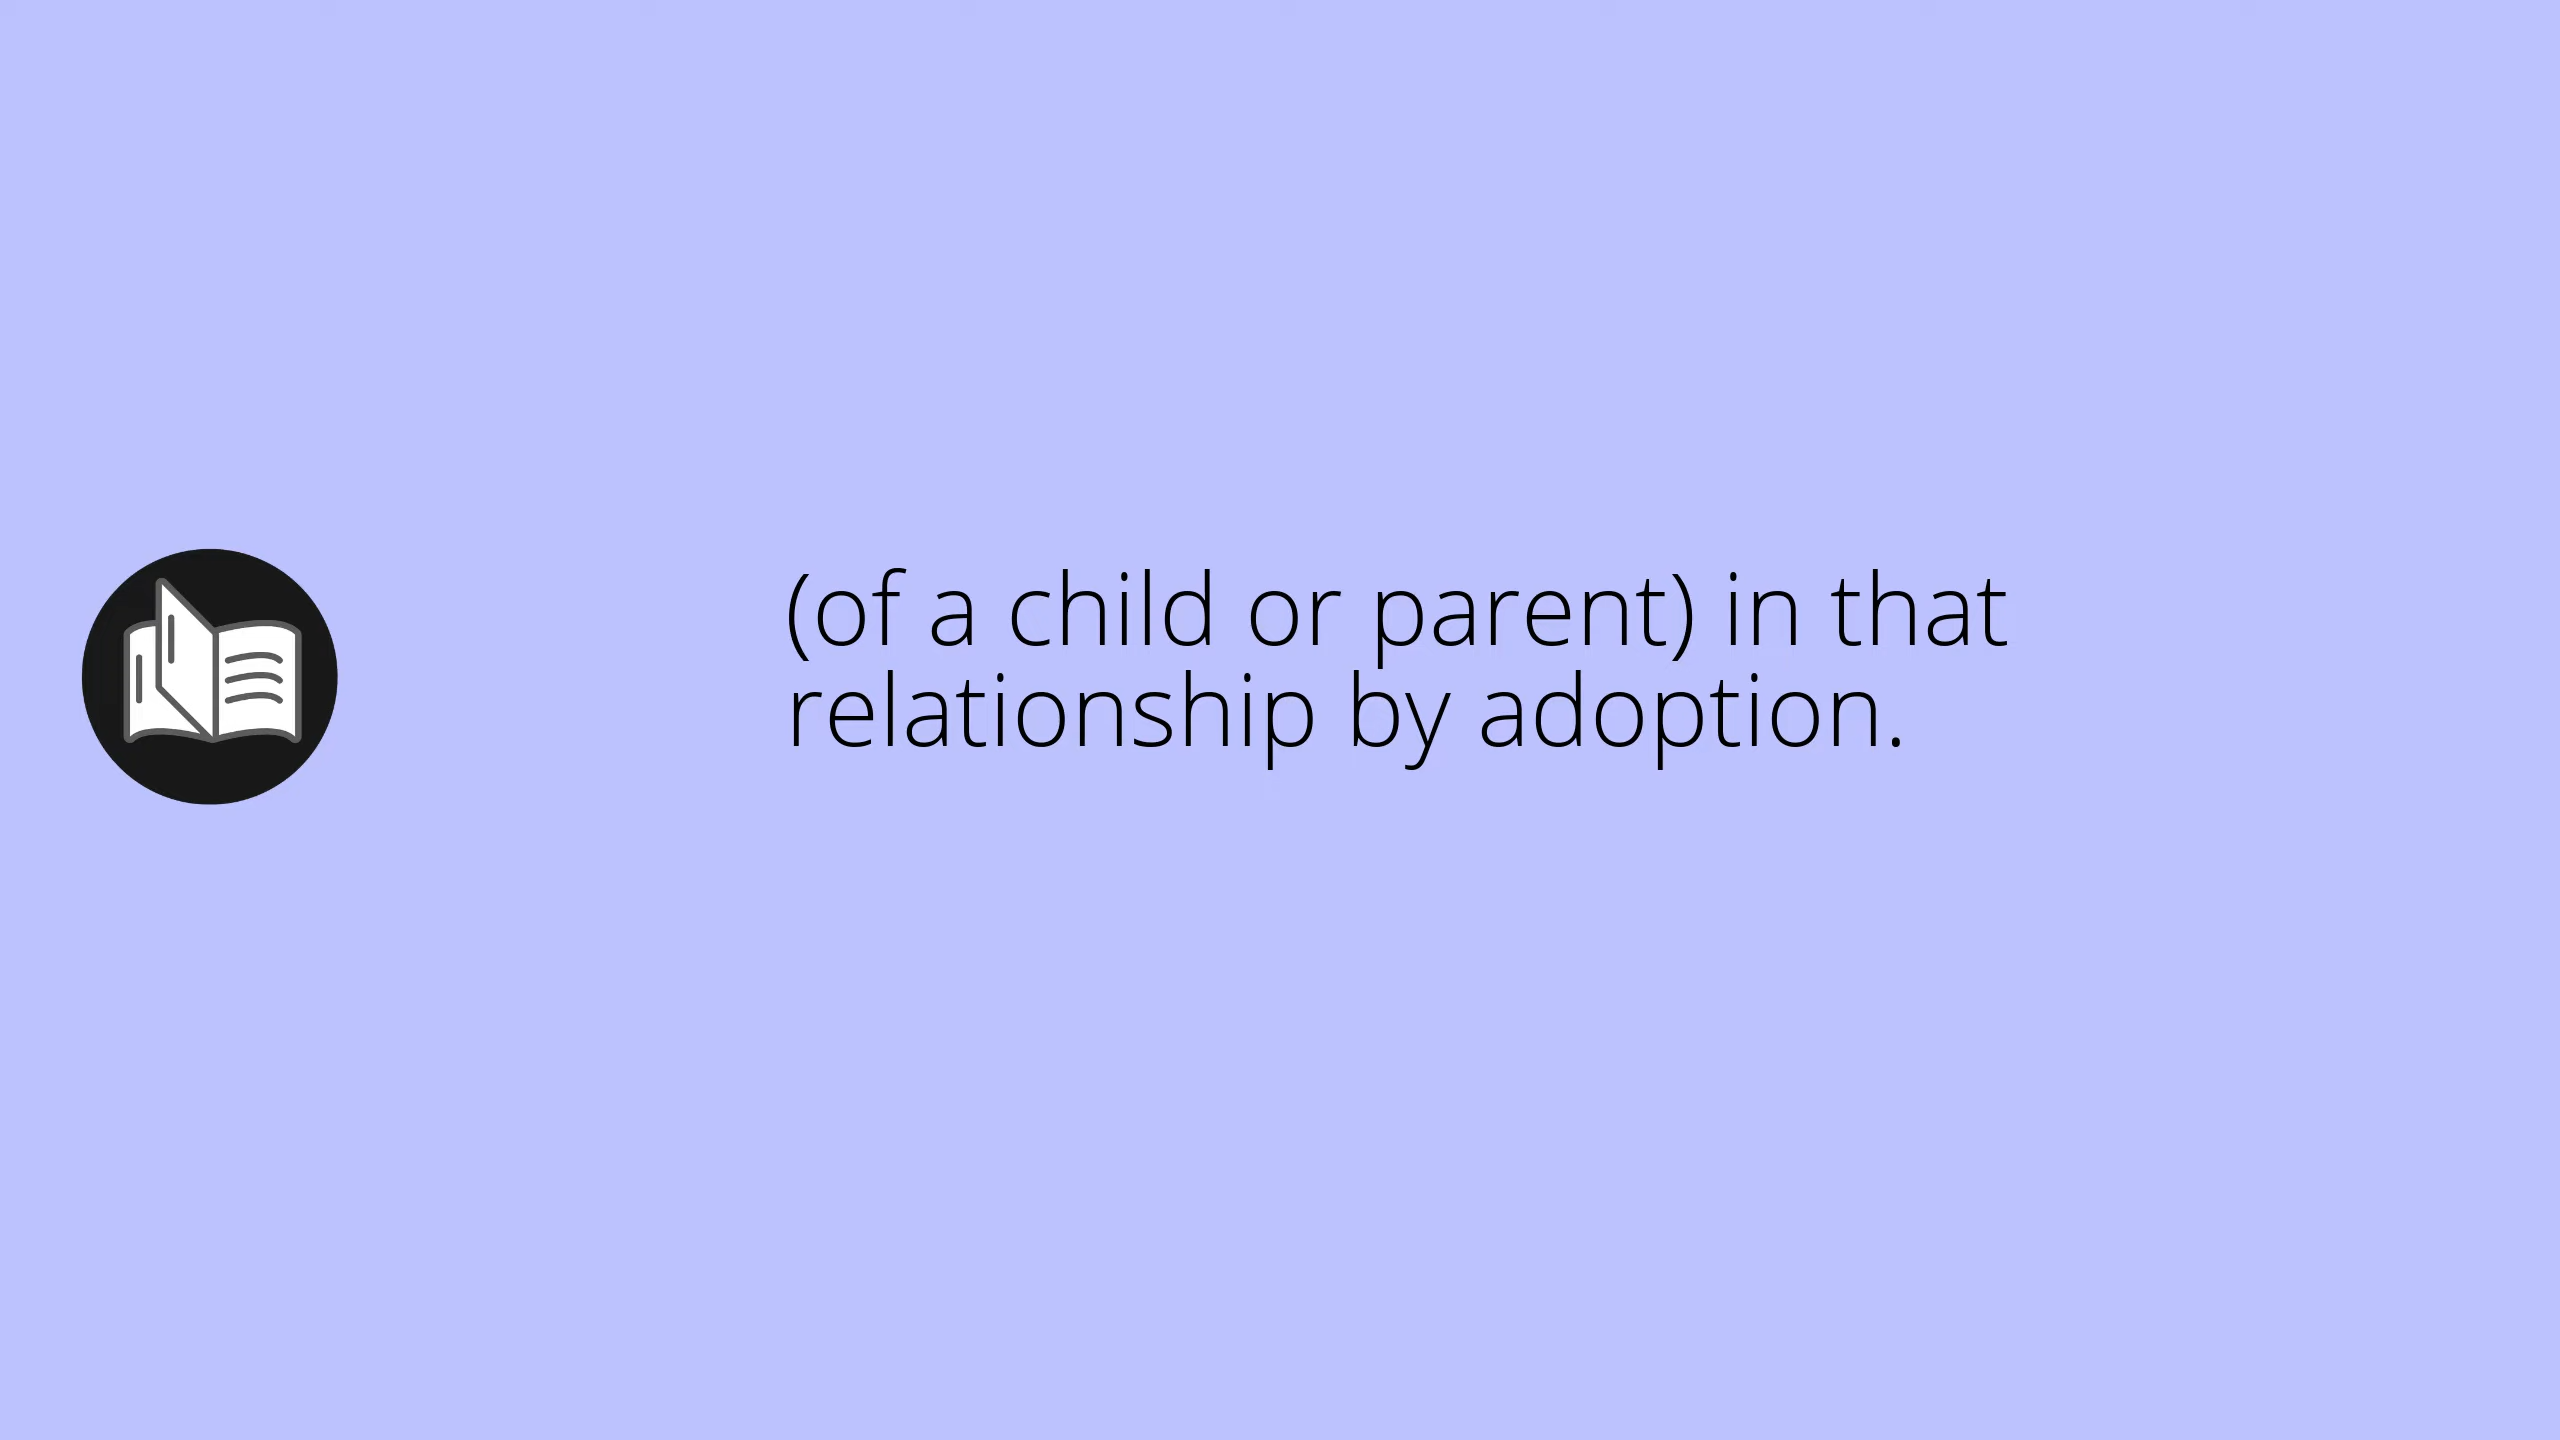 (of a child or parent) in that
relationship by adoption.